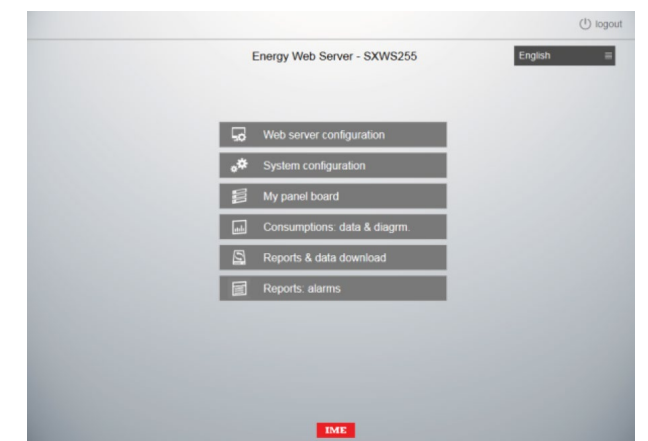 logout
Energy Web Server - SXWS255
English
Web server configuration
System configuration
My panel board
Consumptions: data & diagrm.
Reports & data download
Reports: alarms
IME